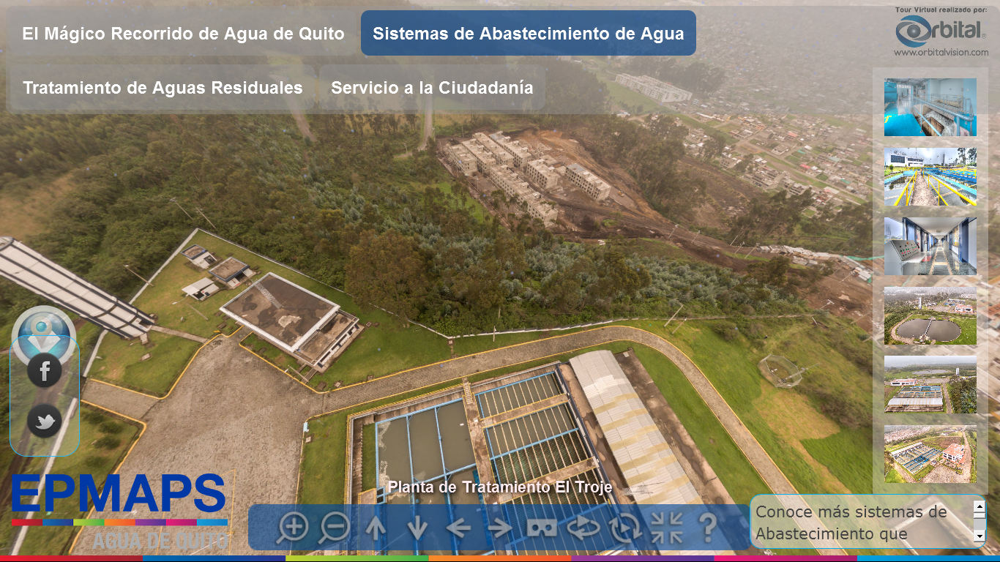 Tour Virtual realizado por:
El Mágico Recorrido de Agua de Quito
Sistemas de Abastecimiento de Agua
Orbital
www.orbitalvision.com
Tratamiento de Aguas Residuales
Servicio a la Ciudadanía
Planta de Tratamiento El Troje
EPMAPS
AGUA DE QUITO
Conoce más sistemas de
Abastecimiento que